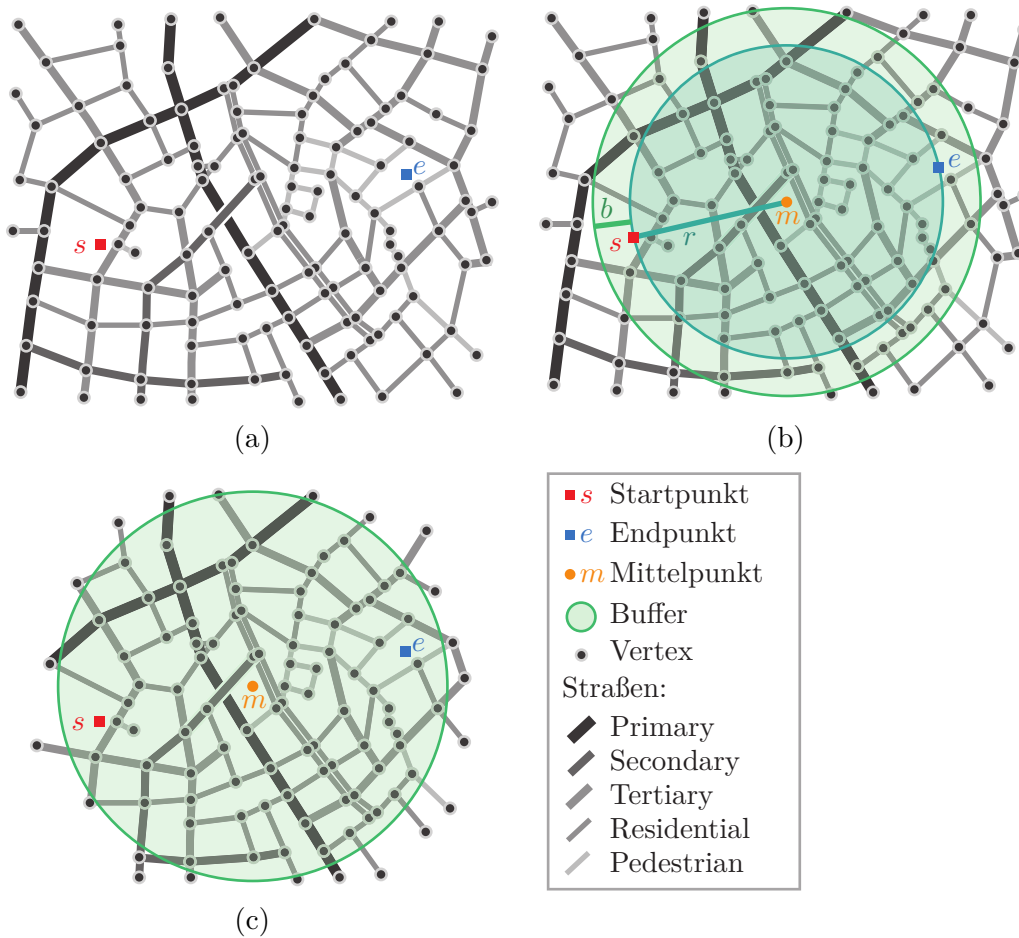 s
e
(a)
b
s
r
m
e
(b)
s
m
e
(c)
s Startpunkt
e Endpunkt
m Mittelpunkt
Buffer
Vertex
Straßen:
Primary
Secondary
Tertiary
Residential
Pedestrian